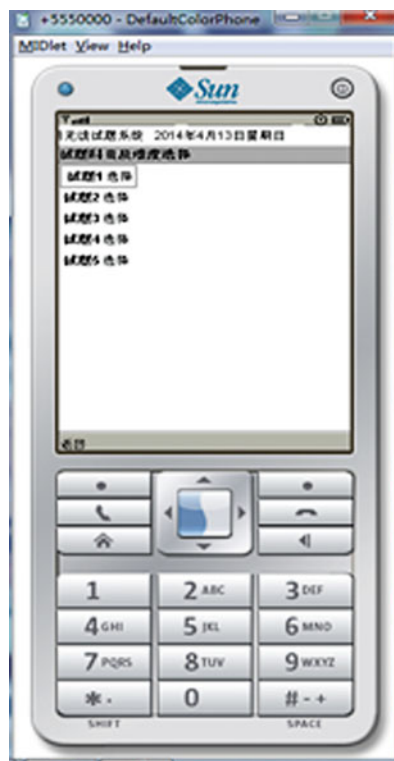 +5550000 - DefaultColorPhone
MIDlet View Help
Sun
试题系统 2014年4月13日星期日
试题科目及难度选择
试题1 选择
试题2 选择
试题3 选择
试题4 选择
试题5 选择
返回
1
2 ABC
3 DEF
4 GHI
5 JKL
6 MNO
7 PQRS
8 TUV
9 WXYZ
* .
0
# - +
SHIFT
SPACE